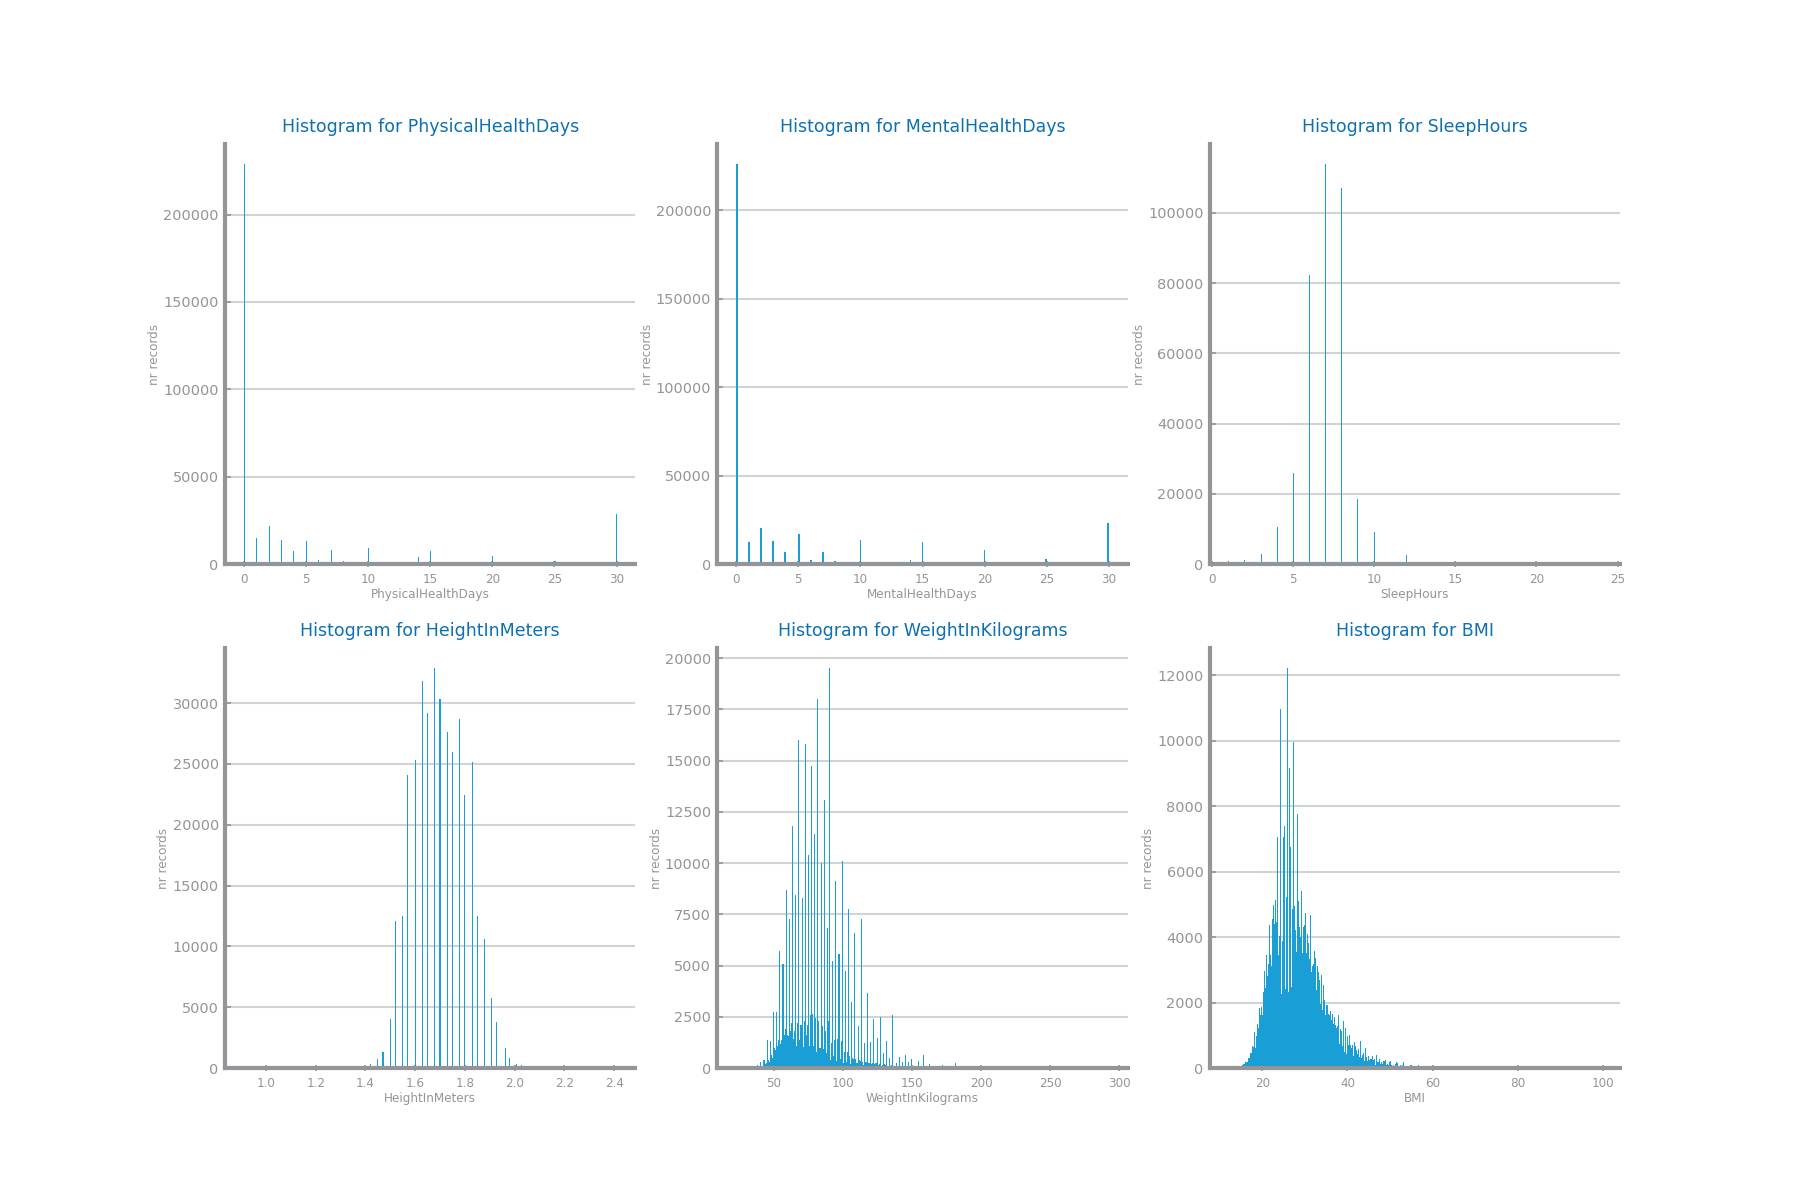 Histogram for PhysicalHealthDays
nr records
200000
150000
100000
50000
0
0 5 10 15 20 25 30
PhysicalHealthDays
Histogram for MentalHealthDays
nr records
200000
150000
100000
50000
0
0 5 10 15 20 25 30
MentalHealthDays
Histogram for SleepHours
nr records
100000
80000
60000
40000
20000
0
0 5 10 15 20 25
SleepHours
Histogram for HeightInMeters
nr records
30000
25000
20000
15000
10000
5000
0
1.0 1.2 1.4 1.6 1.8 2.0 2.2 2.4
HeightInMeters
Histogram for WeightInKilograms
nr records
20000
17500
15000
12500
10000
7500
5000
2500
0
50 100 150 200 250 300
WeightInKilograms
Histogram for BMI
nr records
12000
10000
8000
6000
4000
2000
0
20 40 60 80 100
BMI